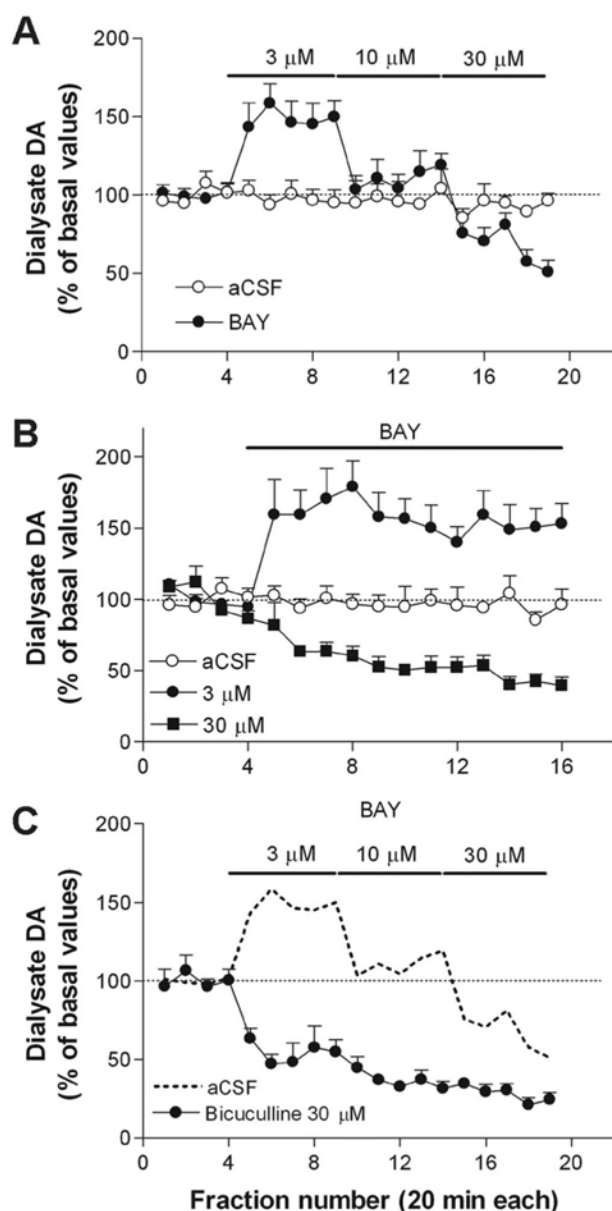 A
200
150
100
50
0
Dialysate DA
(% of basal values)
3 μM 10 μM 30 μM
aCSF
BAY
0 4 8 12 16 20
B
BAY
200
150
100
50
0
Dialysate DA
(% of basal values)
aCSF
3 μM
30 μM
0 4 8 12 16
C
BAY
200
150
100
50
0
Dialysate DA
(% of basal values)
3 μM 10 μM 30 μM
aCSF
Bicuculline 30 μM
0 4 8 12 16 20
Fraction number (20 min each)